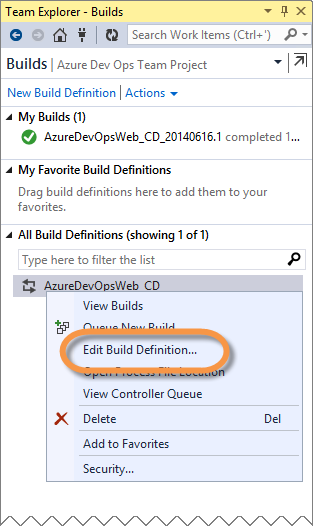 Team Explorer - Builds
Search Work Items (Ctrl+')
Builds | Azure Dev Ops Team Project
New Build Definition | Actions
My Builds (1)
AzureDevOpsWeb_CD_20140616.1 completed 1...
My Favorite Build Definitions
Drag build definitions here to add them to your
favorites.
All Build Definitions (showing 1 of 1)
Type here to filter the list
AzureDevOpsWeb_CD
View Builds
Queue New Build...
Edit Build Definition...
Open Process File Location
View Controller Queue
Delete Del
Add to Favorites
Security...